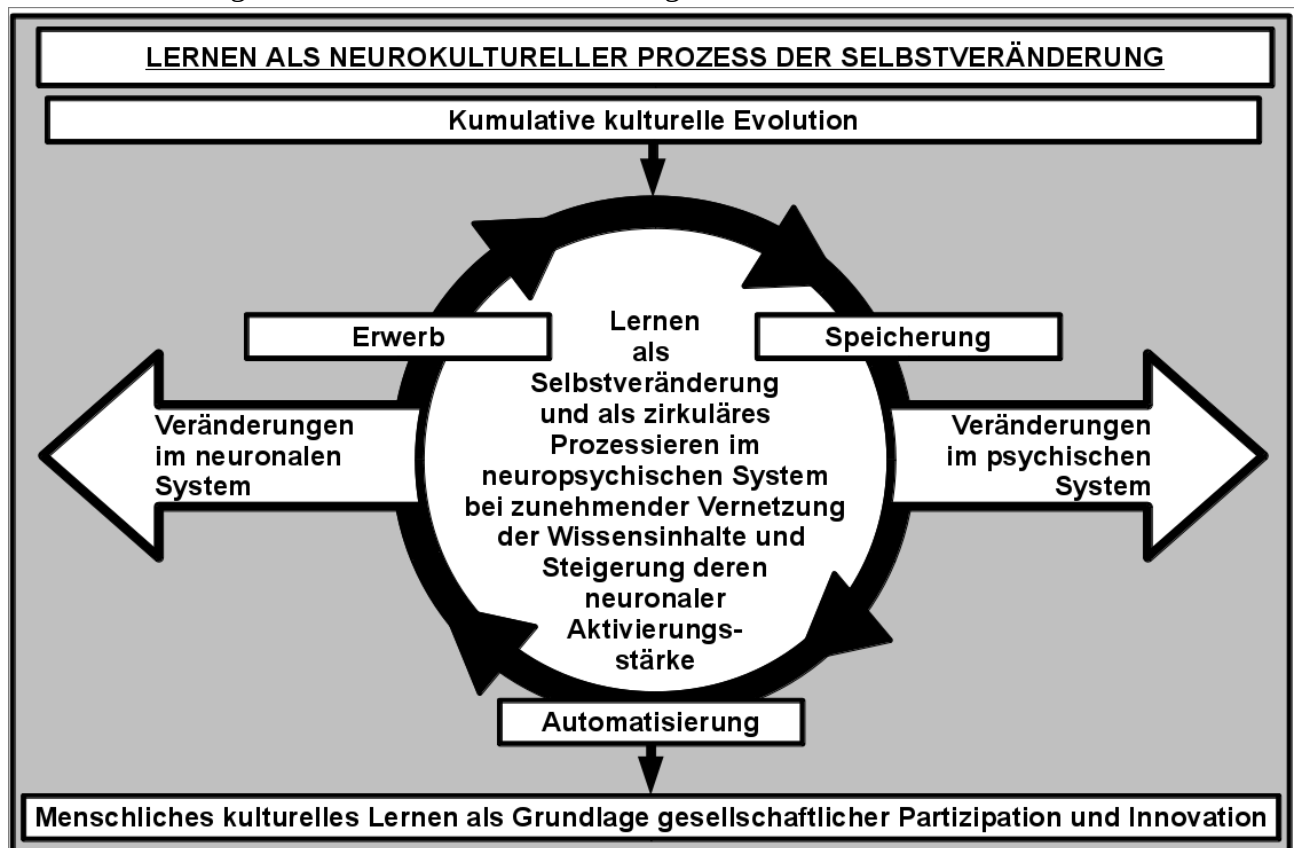 LERNEN ALS NEUROKULTURELLER PROZESS DER SELBSTVERÄNDERUNG
Kumulative kulturelle Evolution
Erwerb
Speicherung
Lernen
als
Selbstveränderung
und als zirkuläres
Prozessieren im
neuropsychischen System
bei zunehmender Vernetzung
der Wissensinhalte und
Steigerung deren
neuronaler
Aktivierungs-
stärke
Veränderungen
im neuronalen
System
Veränderungen
im psychischen
System
Automatisierung
Menschliches kulturelles Lernen als Grundlage gesellschaftlicher Partizipation und Innovation